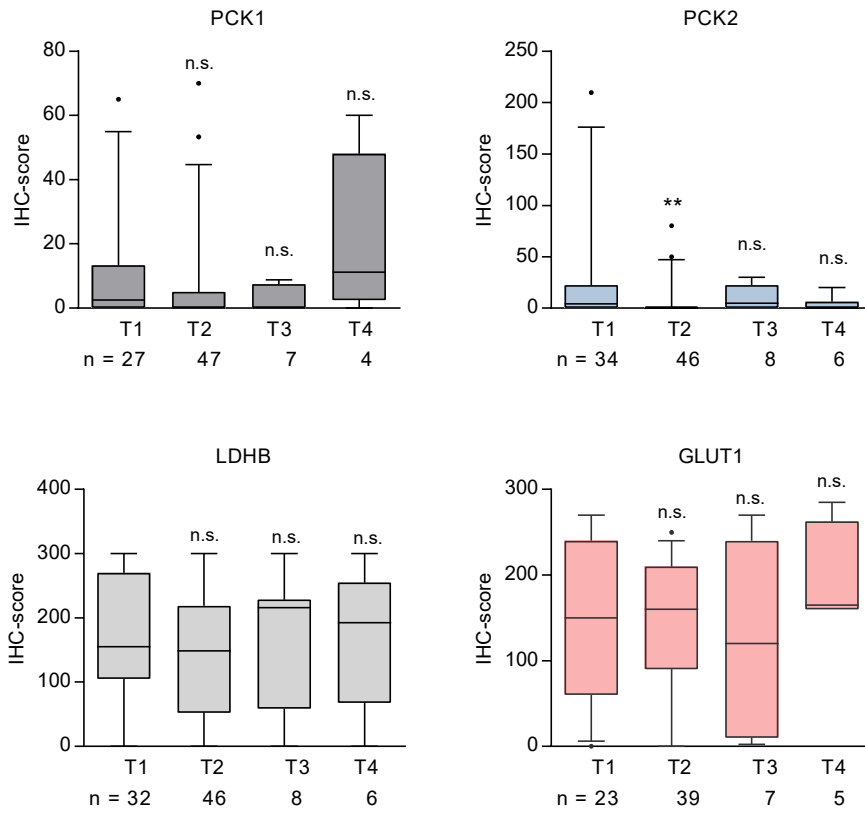 PCK1
IHC-score
80
60
40
20
0
n.s.
n.s.
n.s.
T1 T2 T3 T4
n = 27 47 7 4
PCK2
IHC-score
250
200
150
100
50
0
**
n.s.
n.s.
T1 T2 T3 T4
n = 34 46 8 6
LDHB
IHC-score
400
300
200
100
0
n.s. n.s. n.s.
T1 T2 T3 T4
n = 32 46 8 6
GLUT1
IHC-score
300
200
100
0
n.s. n.s. n.s.
T1 T2 T3 T4
n = 23 39 7 5